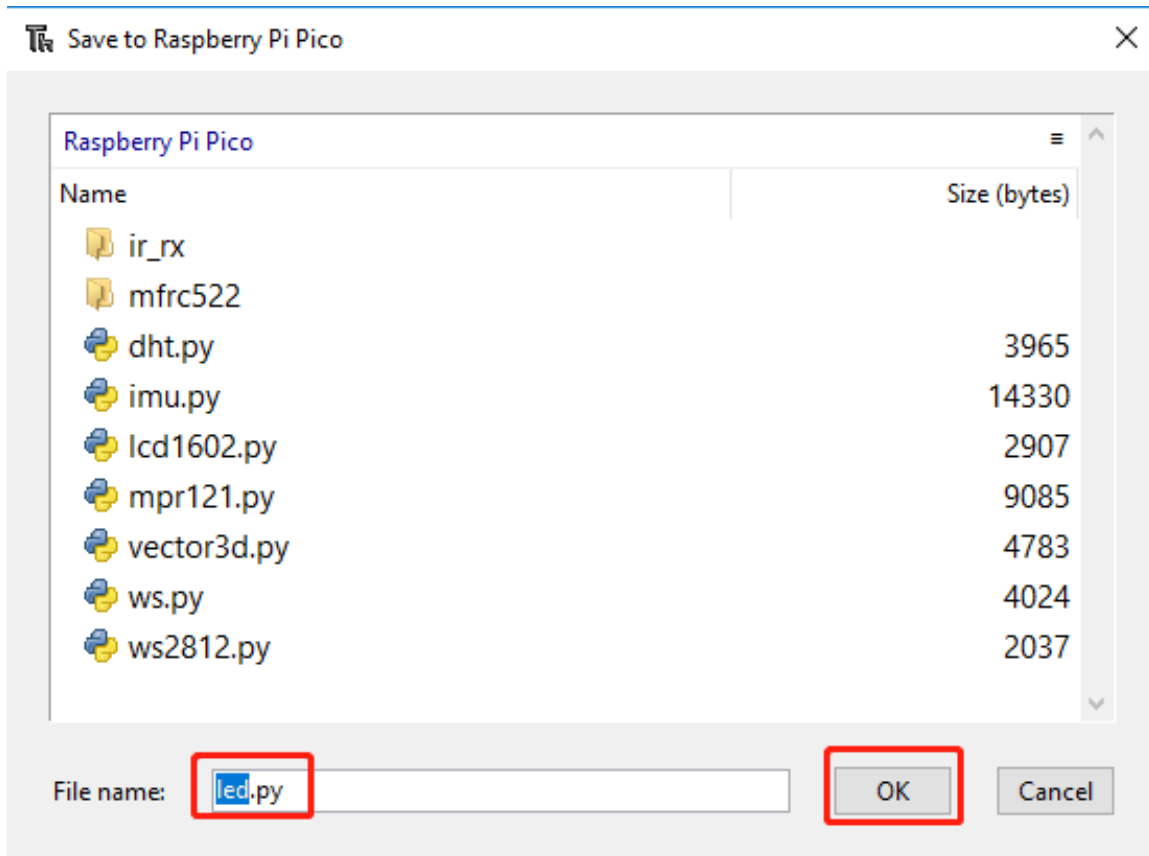 Save to Raspberry Pi Pico
Raspberry Pi Pico
Name Size (bytes)
ir_rx
mfrc522
dht.py 3965
imu.py 14330
lcd1602.py 2907
mpr121.py 9085
vector3d.py 4783
ws.py 4024
ws2812.py 2037
File name: led.py OK Cancel